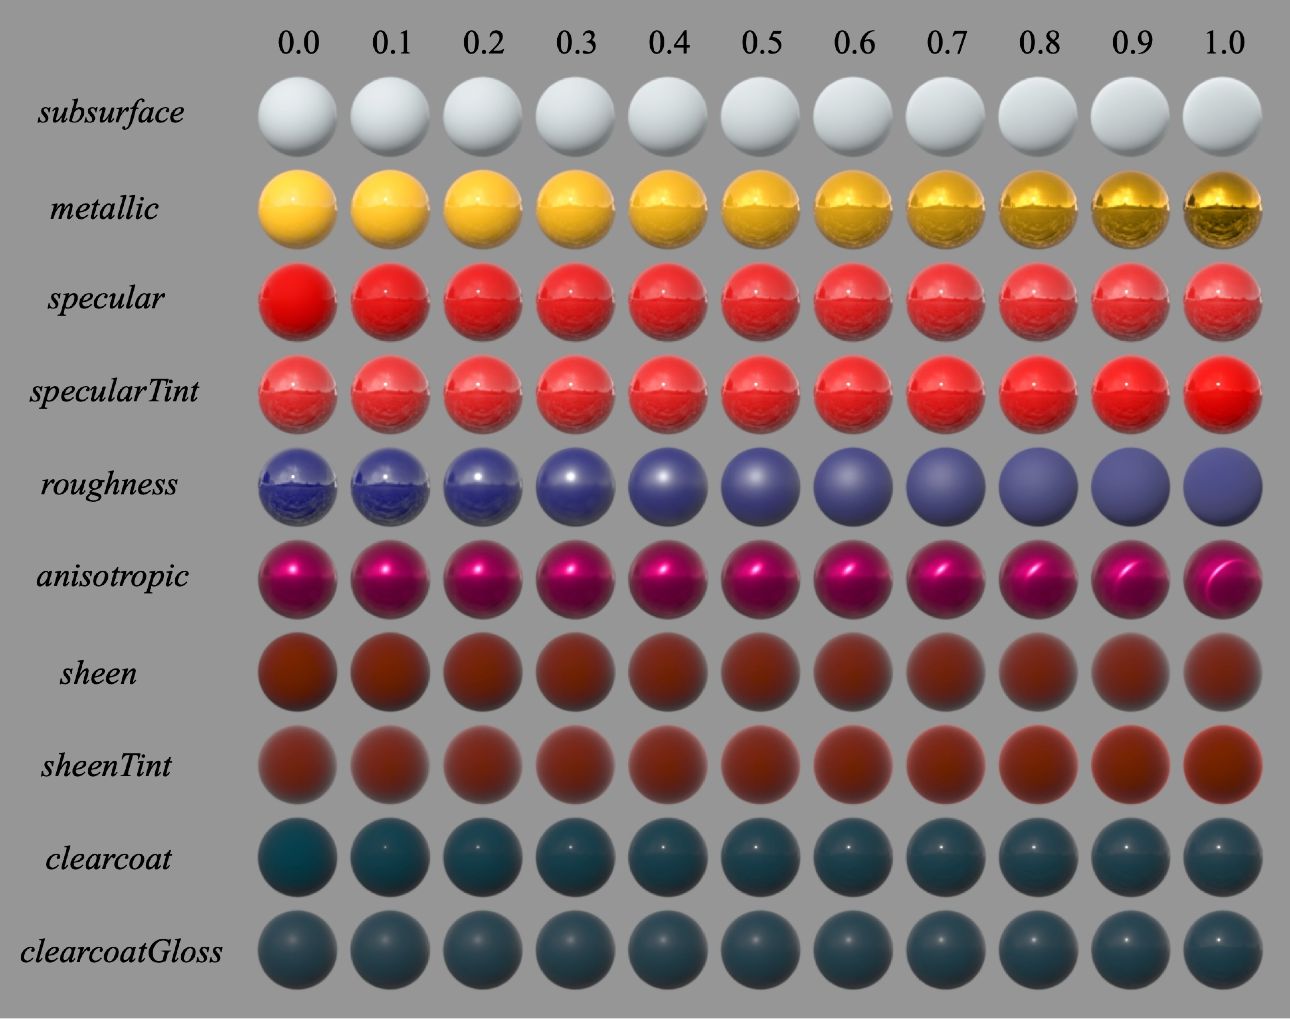 0.0 0.1 0.2 0.3 0.4 0.5 0.6 0.7 0.8 0.9 1.0
subsurface
metallic
specular
specularTint
roughness
anisotropic
sheen
sheenTint
clearcoat
clearcoatGloss